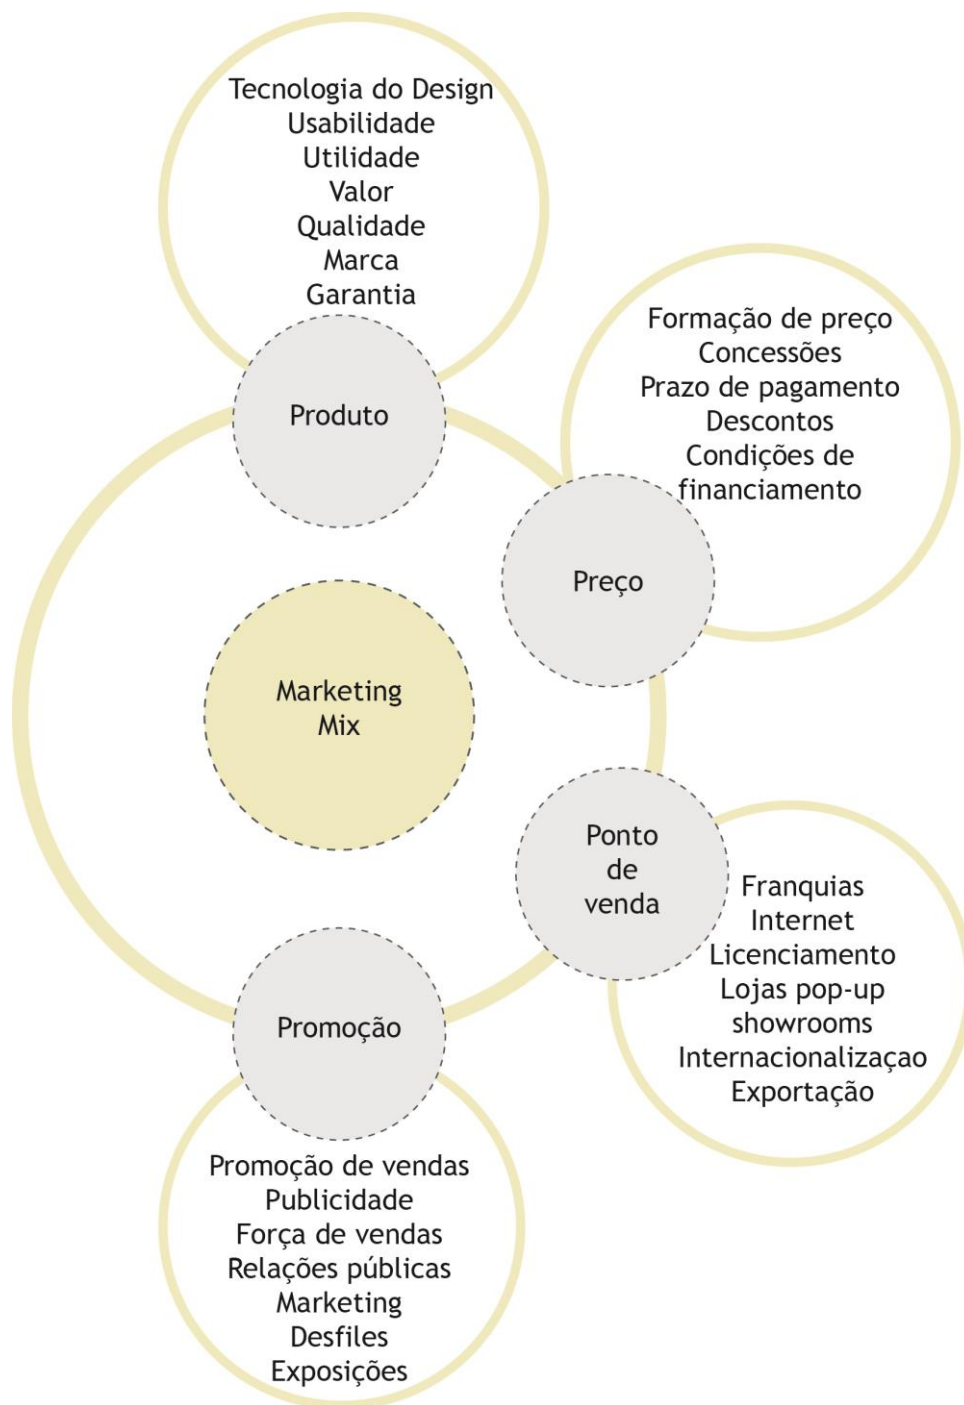 Tecnologia do Design
Usabilidade
Utilidade
Valor
Qualidade
Marca
Garantia
Produto
Formação de preço
Concessões
Prazo de pagamento
Descontos
Condições de
financiamento
Preço
Marketing
Mix
Ponto
de
venda
Franquias
Internet
Licenciamento
Lojas pop-up
showrooms
Internacionalizaçao
Exportação
Promoção
Promoção de vendas
Publicidade
Força de vendas
Relações públicas
Marketing
Desfiles
Exposições